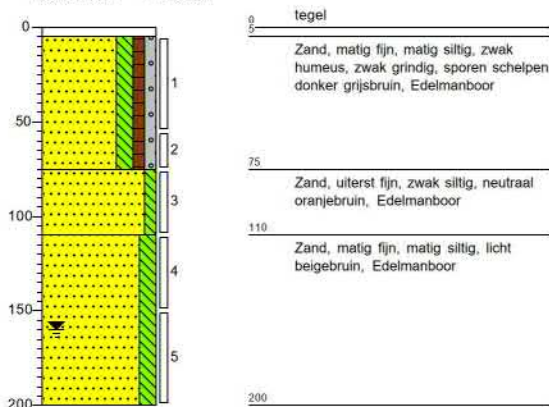 0
50
100
150
200
1
2
3
4
5
0
tegel
5
Zand, matig fijn, matig siltig, zwak
humeus, zwak grindig, sporen schelpen,
donker grijsbruin, Edelmanboor
75
Zand, uiterst fijn, zwak siltig, neutraal
oranjebruin, Edelmanboor
110
Zand, matig fijn, matig siltig, licht
beigebruin, Edelmanboor
200